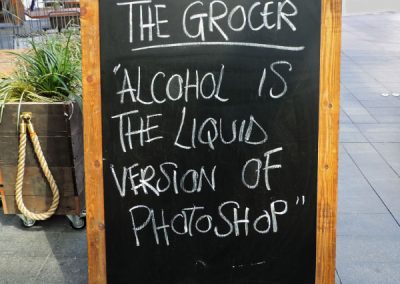 THE GROCER
"ALCOHOL IS
THE LIQUID
VERSION OF
PHOTOSHOP"